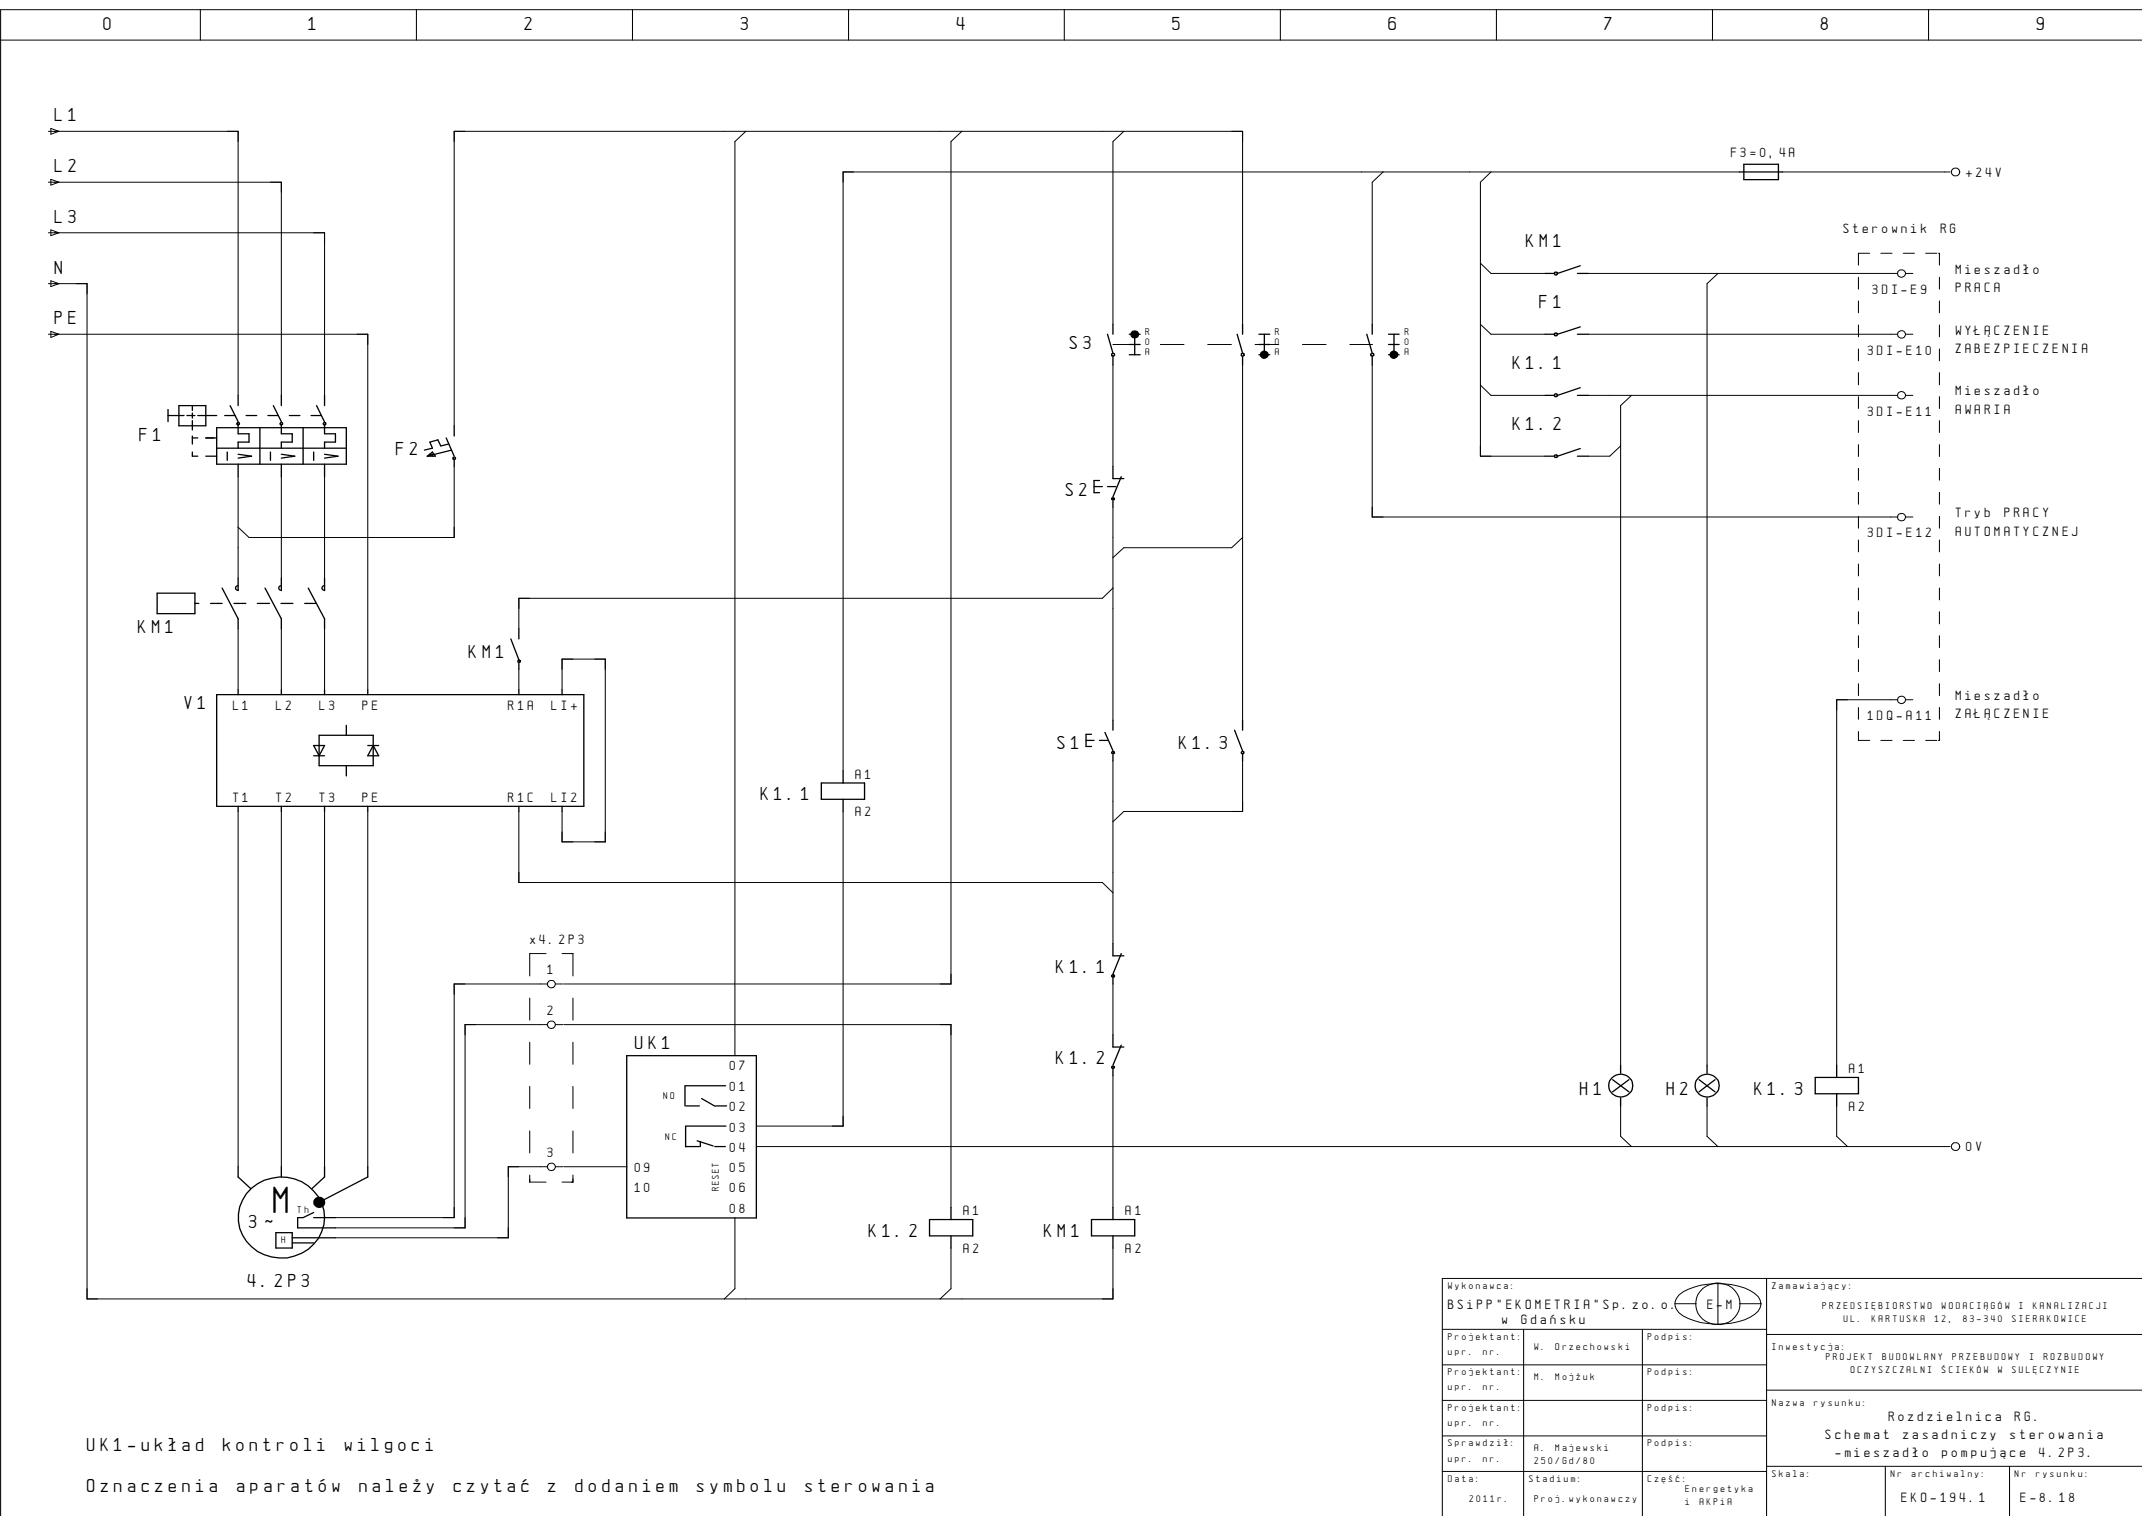 0 1 2 3 4 5 6 7 8 9
L1
L2
L3
N
PE
F3=0,4A
+24V
Sterownik RG
KM1
3DI-E9
Mieszadło
PRACA
F1
3DI-E10
WYŁĄCZENIE
ZABEZPIECZENIA
K1.1
3DI-E11
Mieszadło
AWARIA
K1.2
3DI-E12
Tryb PRACY
AUTOMATYCZNEJ
1DQ-A11
Mieszadło
ZAŁĄCZENIE
S3
R
0
A
R
0
A
R
0
A
F1
I> I> I>
F2
S2
KM1
KM1
V1
L1 L2 L3 PE R1A LI+
T1 T2 T3 PE R1C LI2
S1
K1.3
K1.1
A1
A2
x4.2P3
1
2
3
K1.1
K1.2
UK1
07
01
NO
02
03
NC
04
09
05
10
06
RESET
08
M
3~
Th
H
4.2P3
K1.2
A1
A2
KM1
A1
A2
H1
H2
K1.3
A1
A2
0V
UK1-układ kontroli wilgoci
Oznaczenia aparatów należy czytać z dodaniem symbolu sterowania
Wykonawca:
BSiPP"EKOMETRIA"Sp.zo.o.
w Gdańsku
E-M
Zamawiający:
PRZEDSIĘBIORSTWO WODACIĄGÓW I KANALIZACJI
UL. KARTUSKA 12, 83-340 SIERAKOWICE
Projektant:
upr. nr.
W. Orzechowski
Podpis:
Inwestycja:
PROJEKT BUDOWLANY PRZEBUDOWY I ROZBUDOWY
OCZYSZCZALNI ŚCIEKÓW W SULĘCZYNIE
Projektant:
upr. nr.
M. Mojżuk
Podpis:
Projektant:
upr. nr.
Podpis:
Nazwa rysunku:
Rozdzielnica RG.
Schemat zasadniczy sterowania
-mieszadło pompujące 4.2P3.
Sprawdził:
upr. nr.
A. Majewski
250/Gd/80
Podpis:
Data:
2011r.
Stadium:
Proj.wykonawczy
Część:
Energetyka
i AKPiA
Skala:
Nr archiwalny:
EKO-194.1
Nr rysunku:
E-8.18